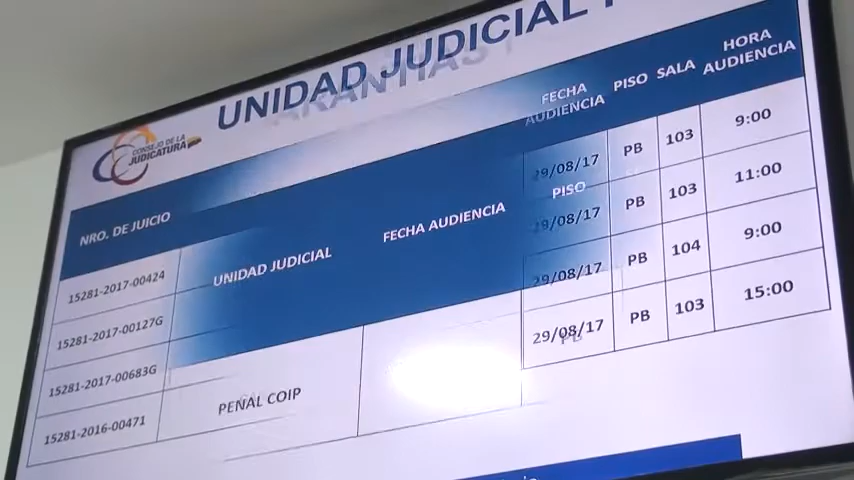 UNIDAD JUDICIAL
ARANTÍAS
CONSEJO DE LA
JUDICATURA
NRO. DE JUICIO
UNIDAD JUDICIAL
FECHA AUDIENCIA
FECHA
AUDIENCIA
PISO
SALA
HORA
AUDIENCIA
PISO
15281-2017-00424
29/08/17
PB
103
9:00
15281-2017-00127G
29/08/17
PB
103
11:00
15281-2017-00683G
29/08/17
PB
104
9:00
15281-2016-00471
PENAL COIP
29/08/17
PB
PB
103
15:00